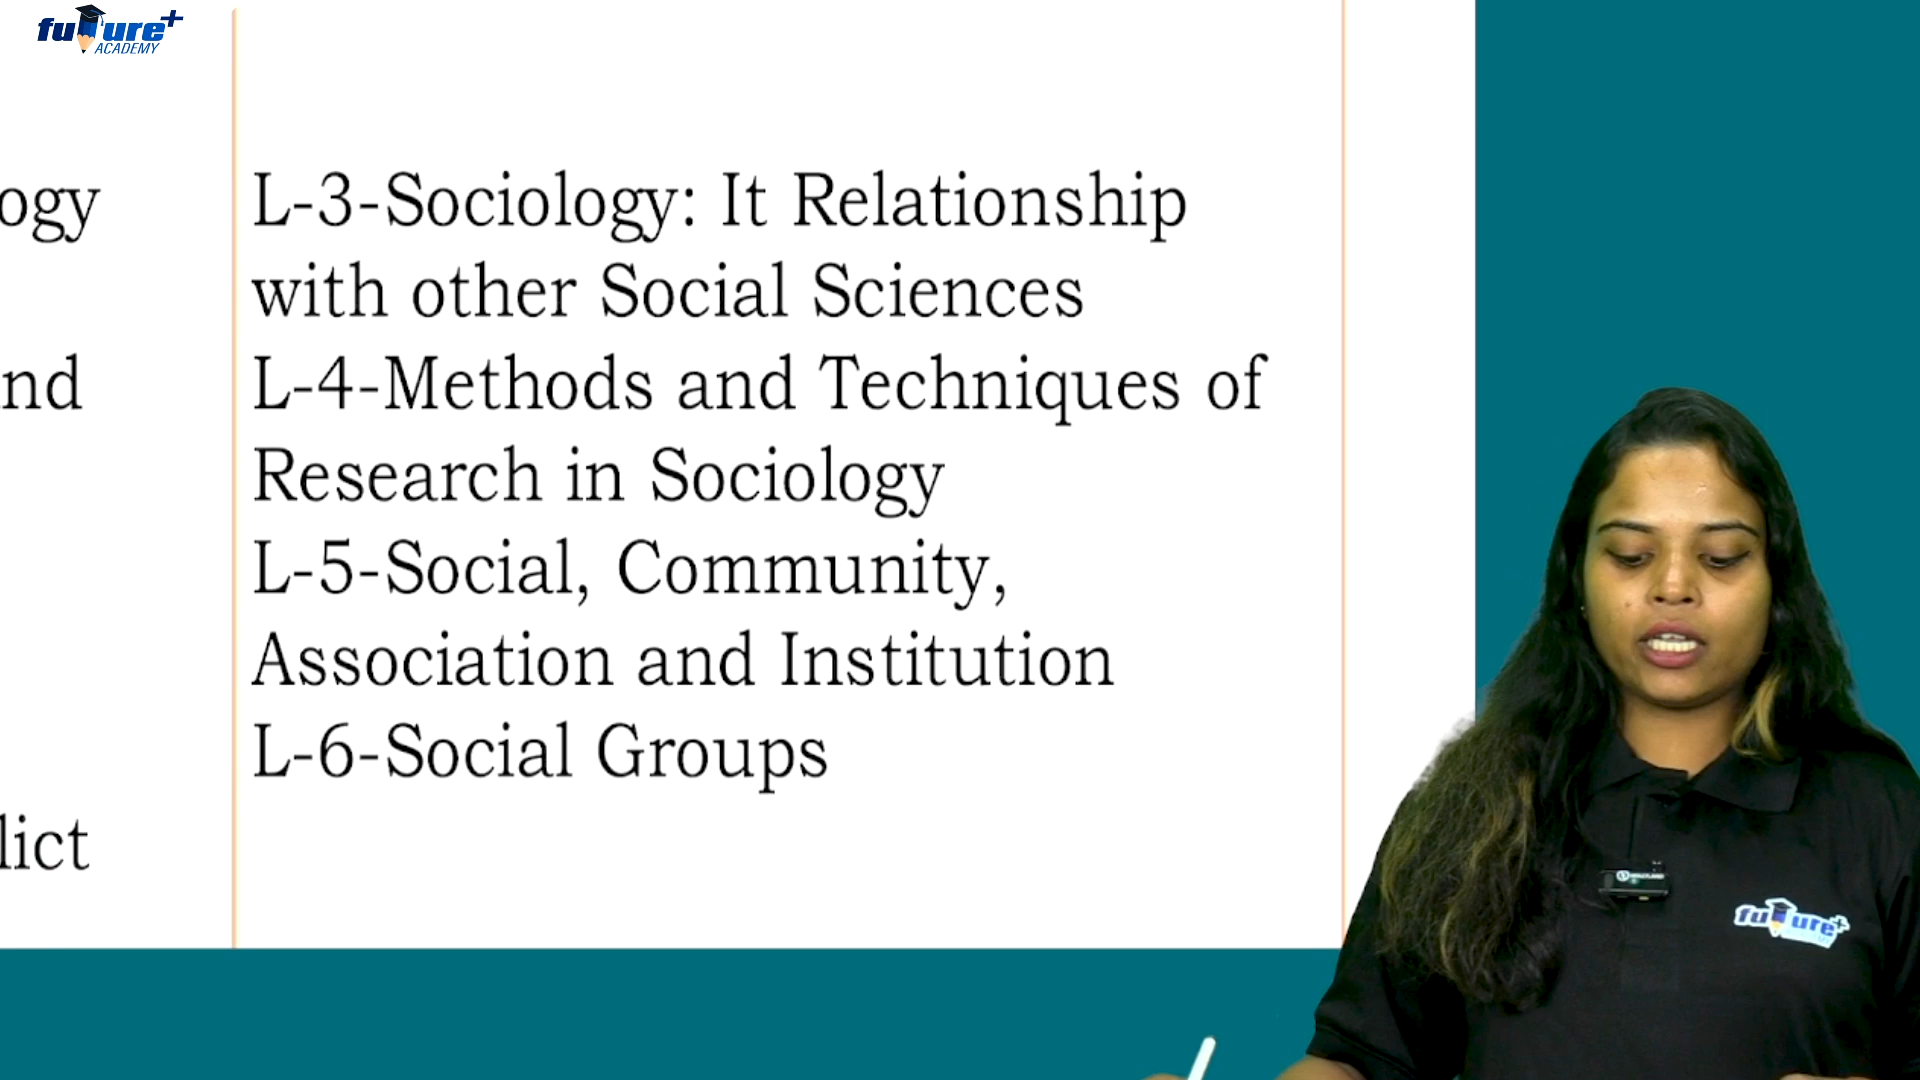 future+
ACADEMY
ogy
nd
lict
L-3-Sociology: It Relationship
with other Social Sciences
L-4-Methods and Techniques of
Research in Sociology
L-5-Social, Community,
Association and Institution
L-6-Social Groups
future+